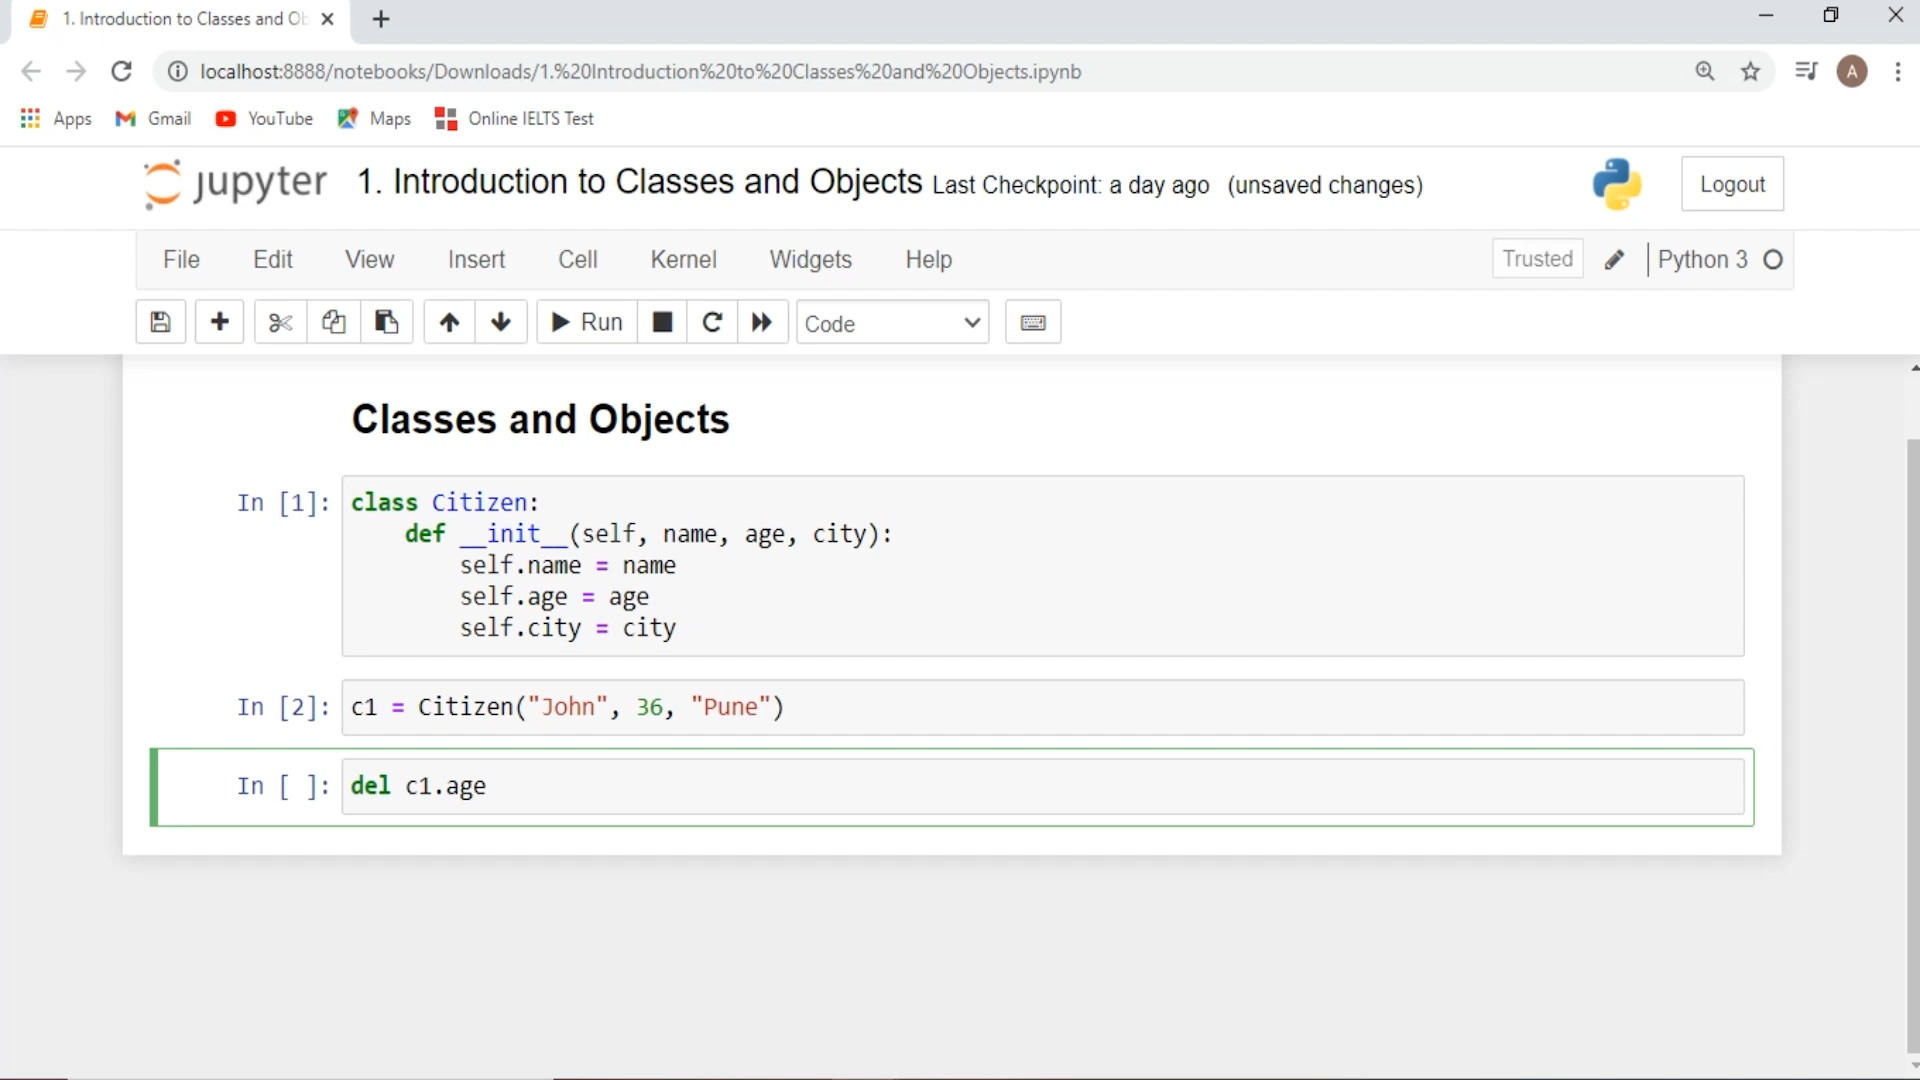 1. Introduction to Classes and Ob
localhost:8888/notebooks/Downloads/1.%20Introduction%20to%20Classes%20and%20Objects.ipynb
A
Apps Gmail YouTube Maps Online IELTS Test
jupyter 1. Introduction to Classes and Objects Last Checkpoint: a day ago (unsaved changes) Logout
File Edit View Insert Cell Kernel Widgets Help Trusted Python 3
Run Code
Classes and Objects
In [1]: class Citizen:
def __init__(self, name, age, city):
self.name = name
self.age = age
self.city = city
In [2]: c1 = Citizen("John", 36, "Pune")
In [ ]: del c1.age